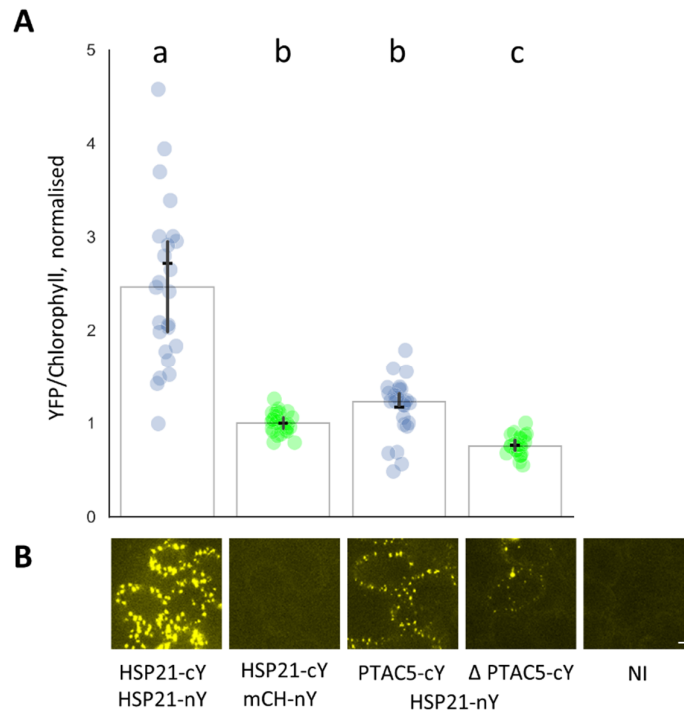 A
5
a
b
b
c
4
3
2
1
0
YFP/Chlorophyll, normalised
B
HSP21-cY
HSP21-nY
HSP21-cY
mCH-nY
PTAC5-cY
Δ PTAC5-cY
HSP21-nY
NI